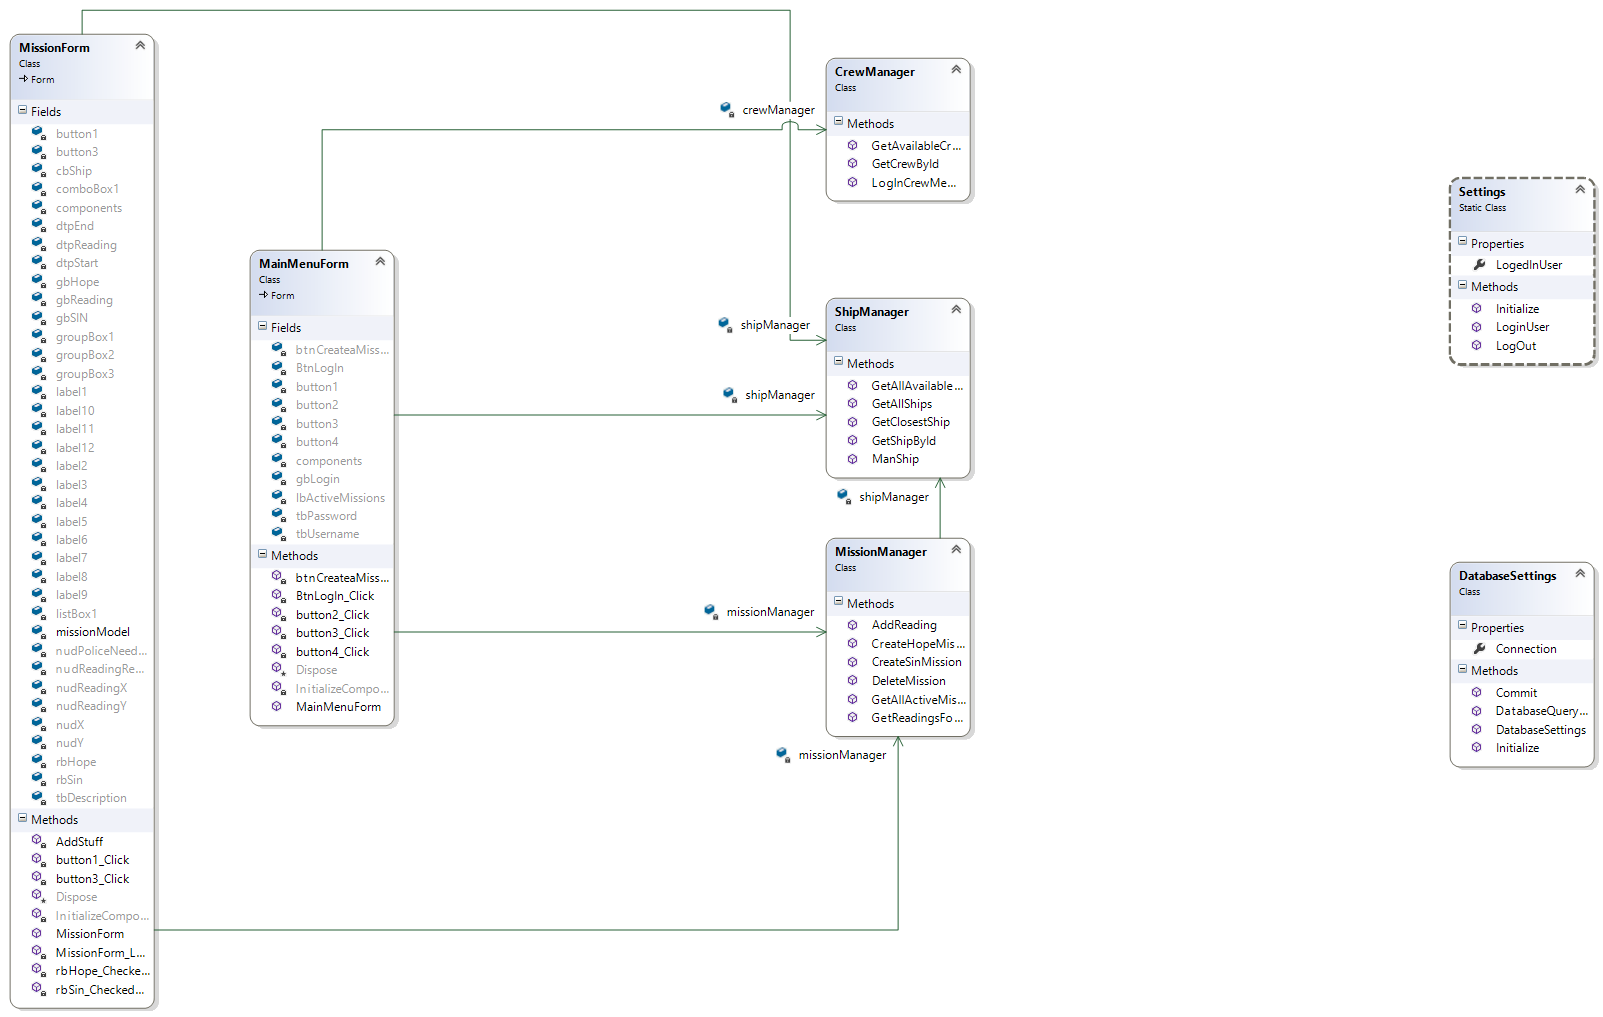 MissionForm
Class
Form
Fields
button1
button3
cbShip
comboBox1
components
dtpEnd
dtpReading
dtpStart
gbHope
gbReading
gbSIN
groupBox1
groupBox2
groupBox3
label1
label10
label11
label12
label2
label3
label4
label5
label6
label7
label8
label9
listBox1
missionModel
nudPoliceNeed...
nudReadingRe...
nudReadingX
nudReadingY
nudX
nudY
rbHope
rbSin
tbDescription
Methods
AddStuff
button1_Click
button3_Click
Dispose
InitializeCompo...
MissionForm
MissionForm_L...
rbHope_Checke...
rbSin_Checked...
MainMenuForm
Class
Form
Fields
btnCreateaMiss...
BtnLogIn
button1
button2
button3
button4
components
gbLogin
lbActiveMissions
tbPassword
tbUsername
Methods
btnCreateaMiss...
BtnLogIn_Click
button2_Click
button3_Click
button4_Click
Dispose
InitializeCompo...
MainMenuForm
crewManager
shipManager
shipManager
shipManager
missionManager
missionManager
CrewManager
Class
Methods
GetAvailableCr...
GetCrewById
LogInCrewMe...
ShipManager
Class
Methods
GetAllAvailable...
GetAllShips
GetClosestShip
GetShipById
ManShip
MissionManager
Class
Methods
AddReading
CreateHopeMis...
CreateSinMission
DeleteMission
GetAllActiveMis...
GetReadingsFo...
Settings
Static Class
Properties
LogedInUser
Methods
Initialize
LoginUser
LogOut
DatabaseSettings
Class
Properties
Connection
Methods
Commit
DatabaseQuery...
DatabaseSettings
Initialize